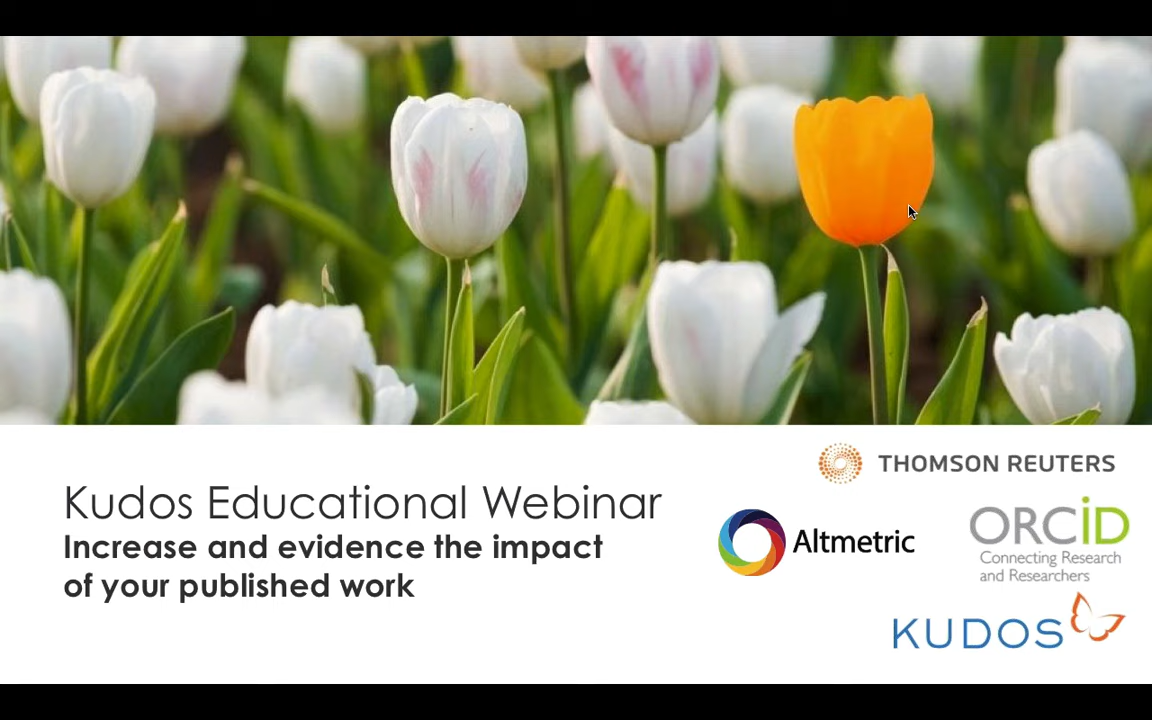 Kudos Educational Webinar
Increase and evidence the impact
of your published work
THOMSON REUTERS
Altmetric
ORCiD
Connecting Research
and Researchers
KUDOS